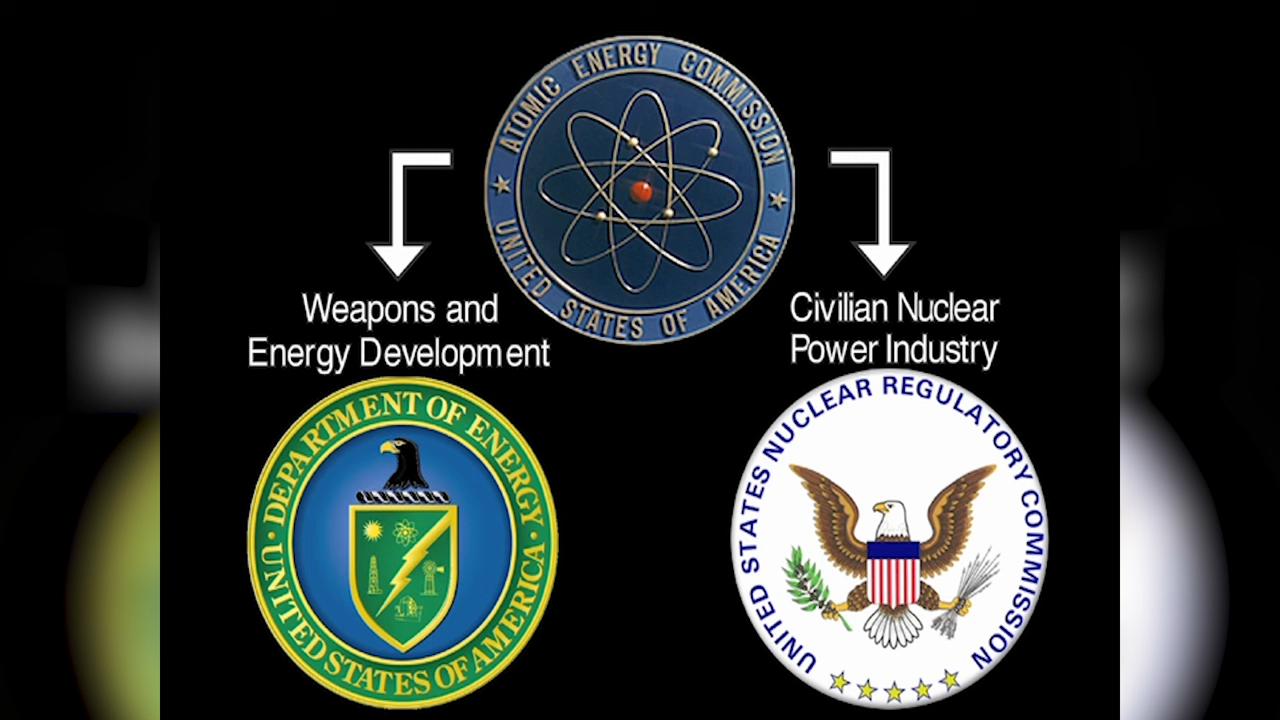 ATOMIC ENERGY COMMISSION
UNITED STATES OF AMERICA
Weapons and
Energy Development
Civilian Nuclear
Power Industry
DEPARTMENT OF ENERGY
UNITED STATES OF AMERICA
UNITED STATES NUCLEAR REGULATORY COMMISSION